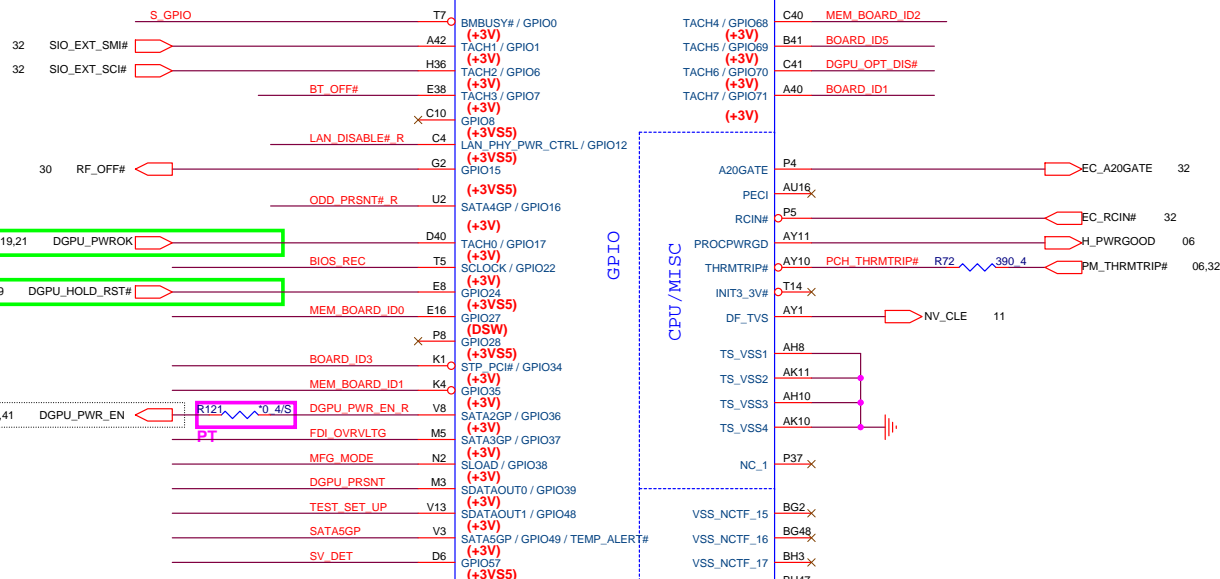 S_GPIO T7 BMBUSY# / GPIO0 TACH4 / GPIO68 C40 MEM_BOARD_ID2
(+3V) (+3V)
32 SIO_EXT_SMI# A42 TACH1 / GPIO1 TACH5 / GPIO69 B41 BOARD_ID5
(+3V) (+3V)
32 SIO_EXT_SCI# H36 TACH2 / GPIO6 TACH6 / GPIO70 C41 DGPU_OPT_DIS#
(+3V) (+3V)
BT_OFF# E38 TACH3 / GPIO7 TACH7 / GPIO71 A40 BOARD_ID1
(+3V) (+3V)
C10 GPIO8
(+3VS5)
LAN_DISABLE#_R C4 LAN_PHY_PWR_CTRL / GPIO12
(+3VS5)
30 RF_OFF# G2 GPIO15 A20GATE P4 EC_A20GATE 32
(+3VS5) PECI AU16
ODD_PRSNT#_R U2 SATA4GP / GPIO16
RCIN# P5 EC_RCIN# 32
(+3V)
19,21 DGPU_PWROK D40 TACH0 / GPIO17 GPIO PROCPWRGD AY11 H_PWRGOOD 06
(+3V)
BIOS_REC T5 SCLOCK / GPIO22 THRMTRIP# AY10 PCH_THRMTRIP# R72 390_4 PM_THRMTRIP# 06,32
(+3V)
9 DGPU_HOLD_RST# E8 GPIO24 CPU/MISC INIT3_3V# T14
(+3VS5)
MEM_BOARD_ID0 E16 GPIO27 DF_TVS AY1 NV_CLE 11
(DSW)
P8 GPIO28
(+3VS5) TS_VSS1 AH8
BOARD_ID3 K1 STP_PCI# / GPIO34
(+3V) TS_VSS2 AK11
MEM_BOARD_ID1 K4 GPIO35
(+3V) TS_VSS3 AH10
,41 DGPU_PWR_EN R121 *0_4/S DGPU_PWR_EN_R V8 SATA2GP / GPIO36
PT (+3V) TS_VSS4 AK10
FDI_OVRVLTG M5 SATA3GP / GPIO37
(+3V)
MFG_MODE N2 SLOAD / GPIO38 NC_1 P37
(+3V)
DGPU_PRSNT M3 SDATAOUT0 / GPIO39
(+3V)
TEST_SET_UP V13 SDATAOUT1 / GPIO48 VSS_NCTF_15 BG2
(+3V)
SATA5GP V3 SATA5GP / GPIO49 / TEMP_ALERT# VSS_NCTF_16 BG48
(+3V)
SV_DET D6 GPIO57 VSS_NCTF_17 BH3
(+3VS5)